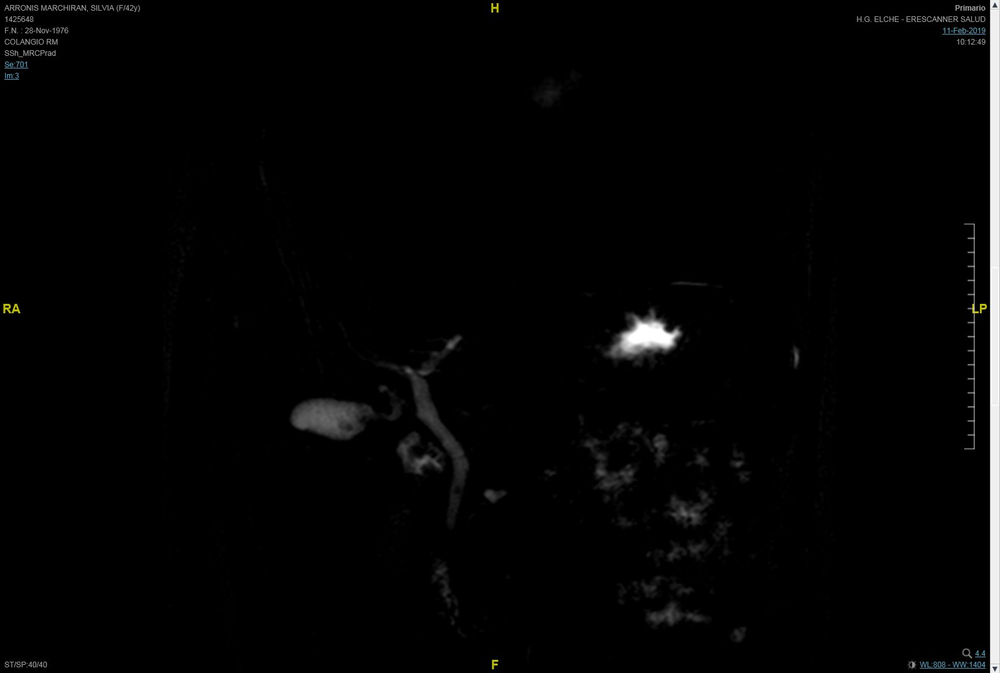 ARRONIS MARCHIRAN, SILVIA (F/42y)
1425648
F.N. : 28-Nov-1976
COLANGIO RM
SSh_MRCPrad
Se:701
Im:3
H
Primario
H.G. ELCHE - ERESCANNER SALUD
11-Feb-2019
10:12:49
RA
LP
ST/SP:40/40
F
4.4
WL:808 - WW:1404